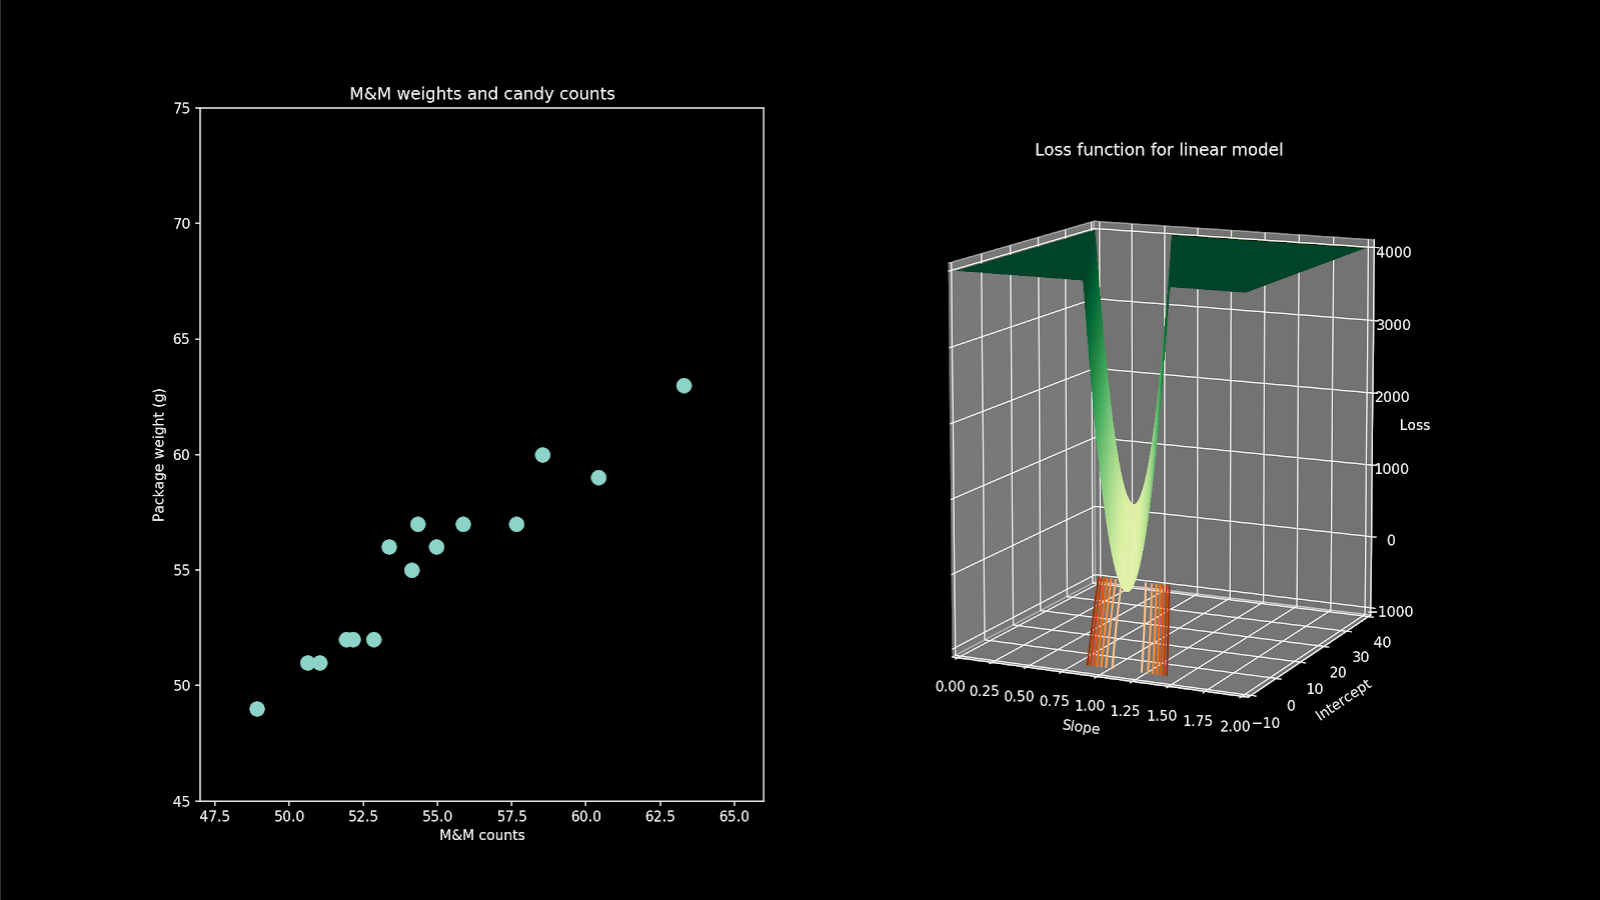 M&M weights and candy counts
75
70
65
60
55
50
45
Package weight (g)
47.5 50.0 52.5 55.0 57.5 60.0 62.5 65.0
M&M counts
Loss function for linear model
4000
3000
2000
Loss
1000
0
−1000
40
30
20
10
0
−10
Intercept
0.00 0.25 0.50 0.75 1.00 1.25 1.50 1.75 2.00
Slope